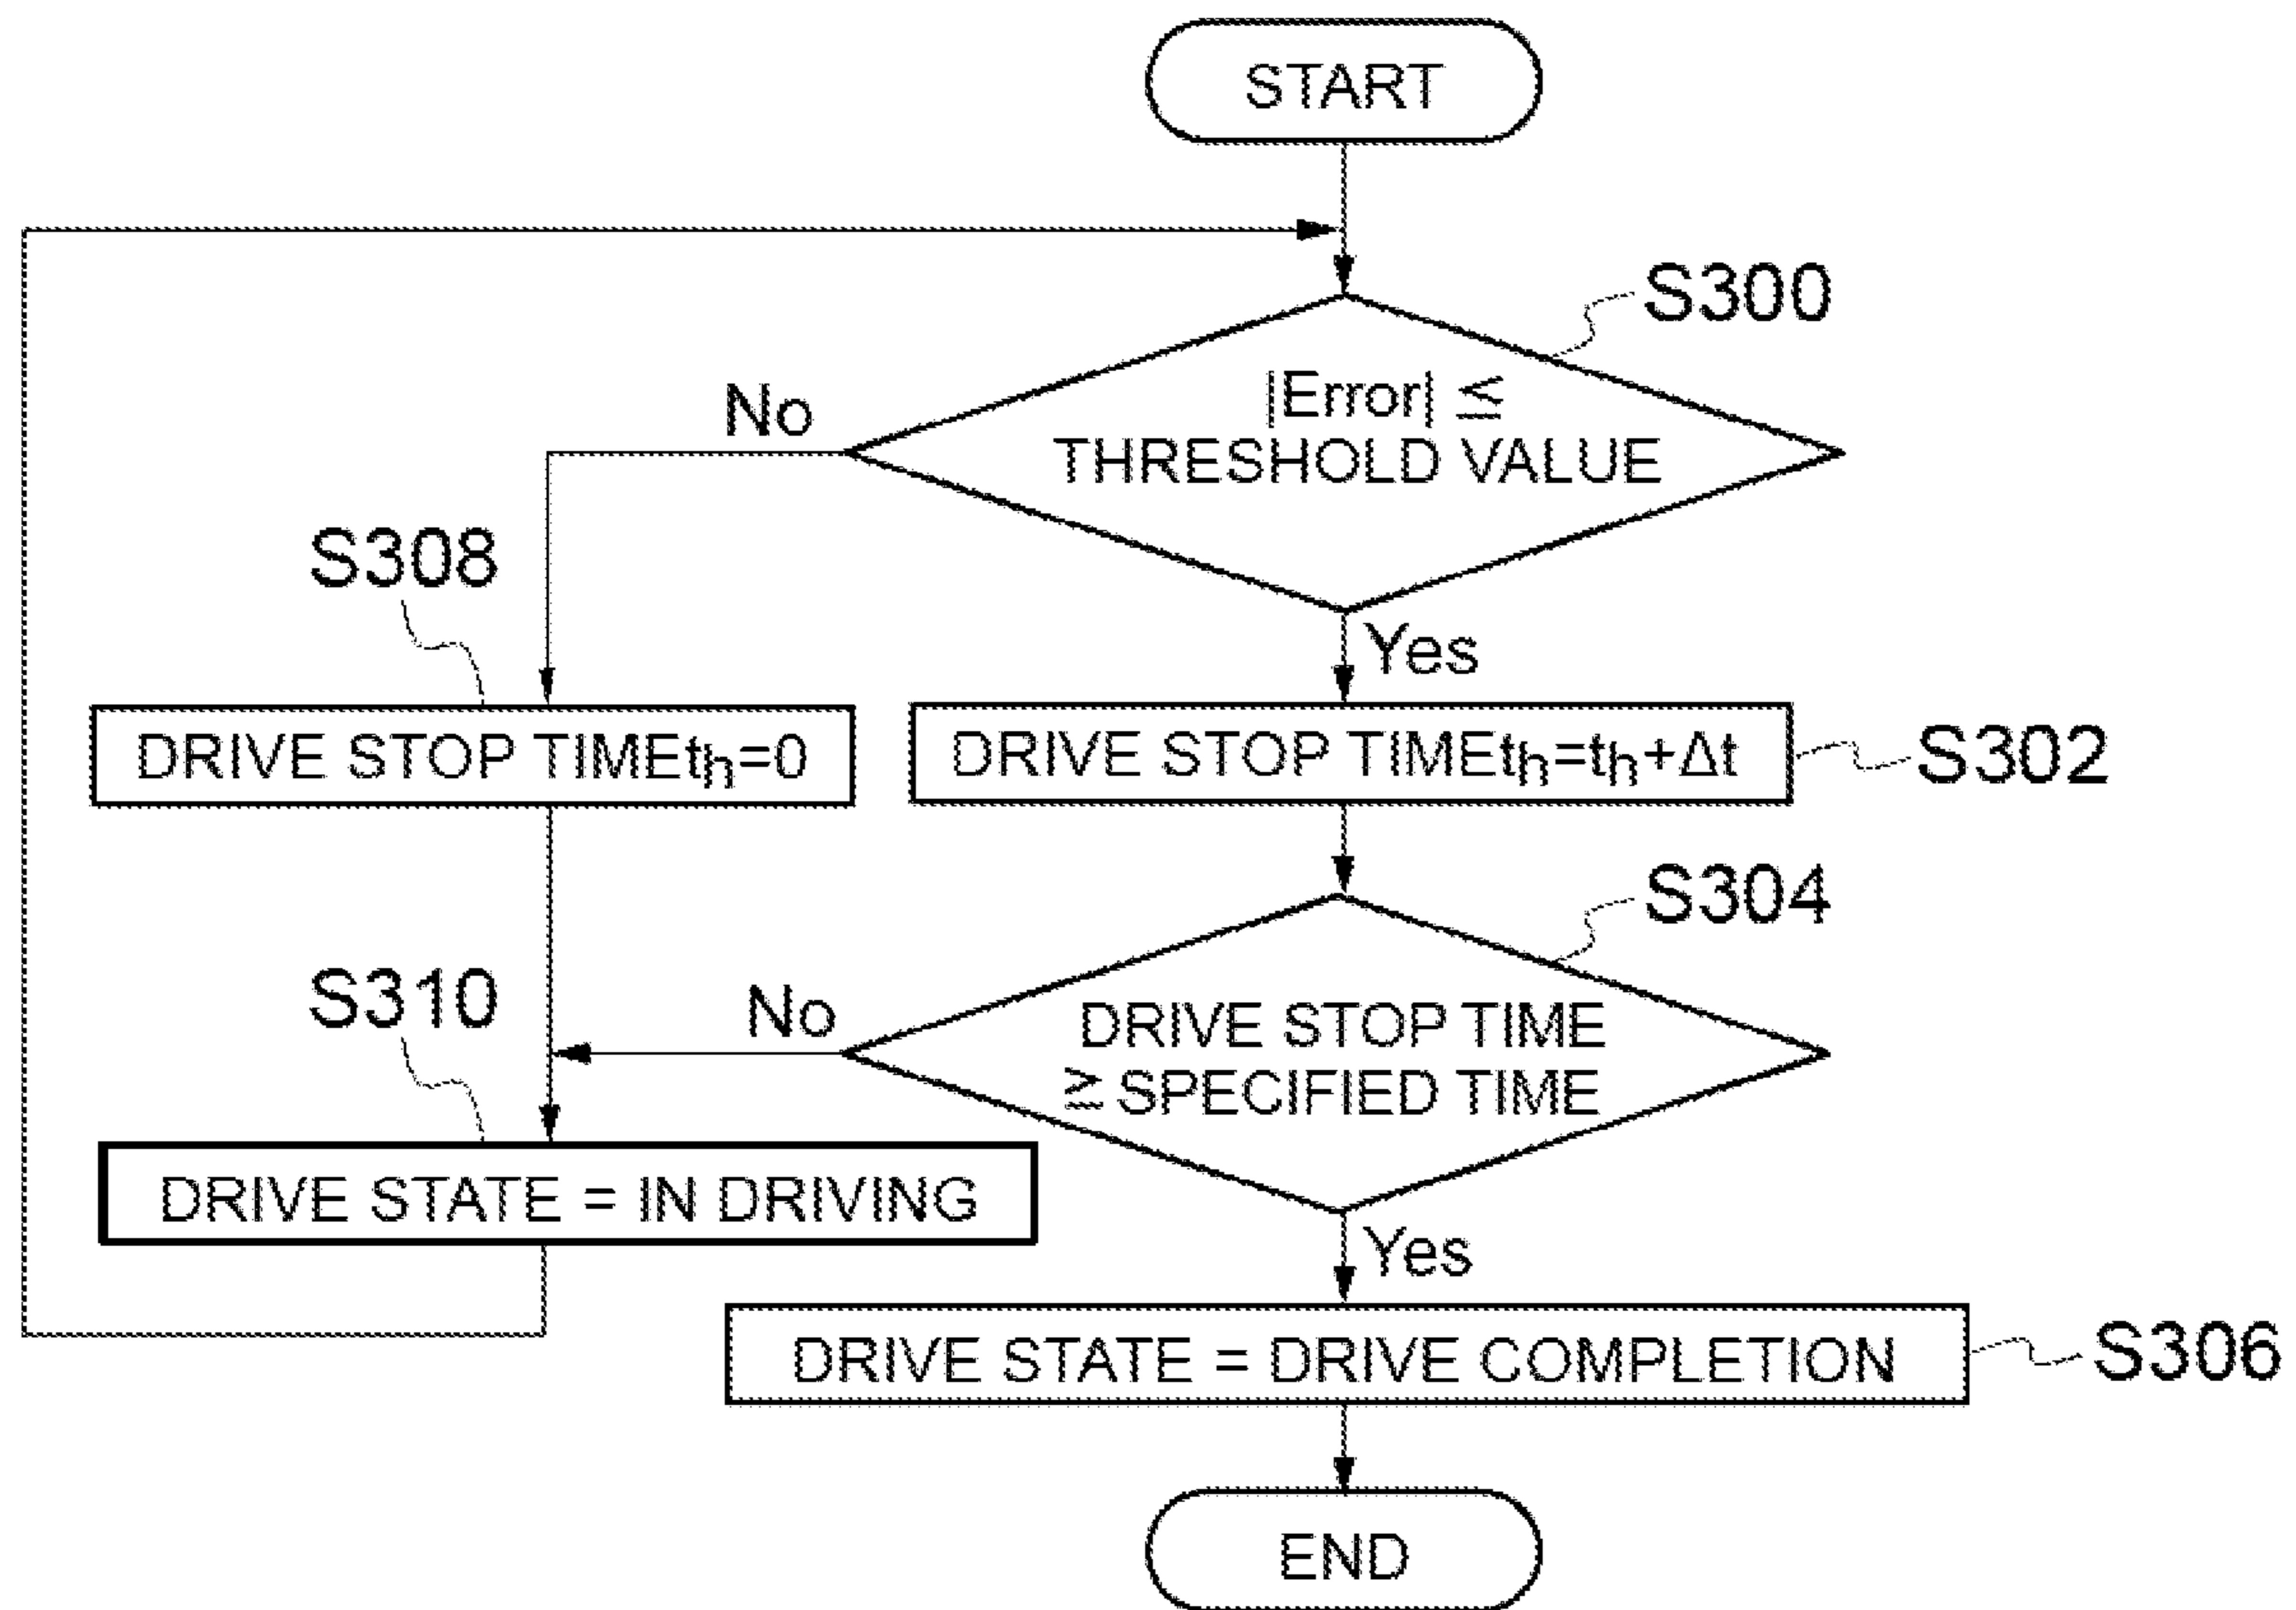 START
S300
|Error| ≦
THRESHOLD VALUE
No
Yes
S308
DRIVE STOP TIMEth=0
DRIVE STOP TIMEth=th+Δt
S302
S304
DRIVE STOP TIME
≧ SPECIFIED TIME
No
S310
Yes
DRIVE STATE = IN DRIVING
DRIVE STATE = DRIVE COMPLETION
S306
END